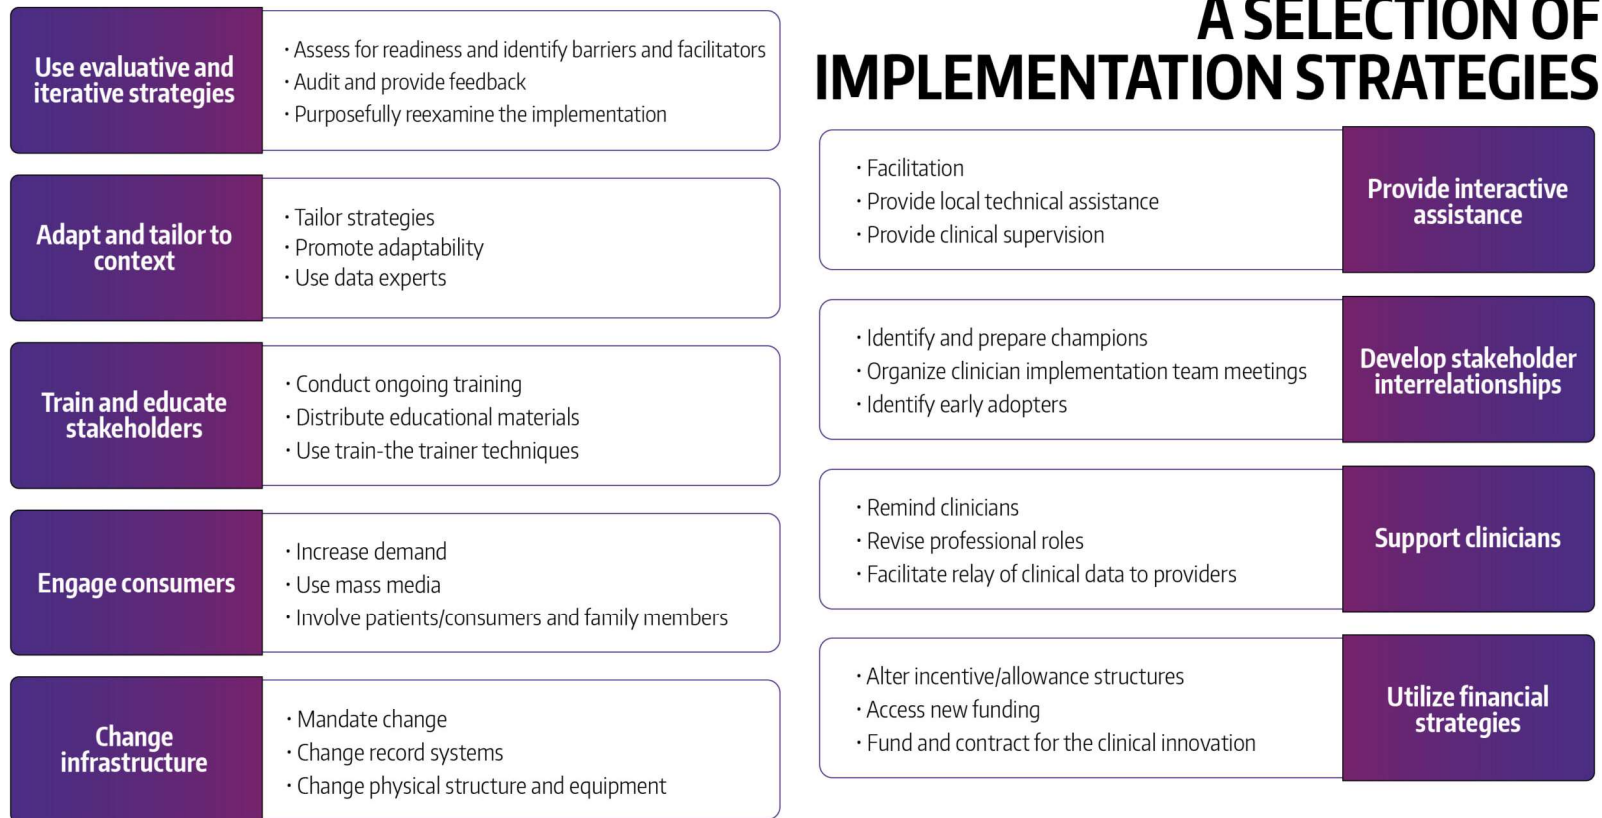 A SELECTION OF
IMPLEMENTATION STRATEGIES
Use evaluative and
iterative strategies
· Assess for readiness and identify barriers and facilitators
· Audit and provide feedback
· Purposefully reexamine the implementation
Adapt and tailor to
context
· Tailor strategies
· Promote adaptability
· Use data experts
Train and educate
stakeholders
· Conduct ongoing training
· Distribute educational materials
· Use train-the trainer techniques
Engage consumers
· Increase demand
· Use mass media
· Involve patients/consumers and family members
Change
infrastructure
· Mandate change
· Change record systems
· Change physical structure and equipment
· Facilitation
· Provide local technical assistance
· Provide clinical supervision
Provide interactive
assistance
· Identify and prepare champions
· Organize clinician implementation team meetings
· Identify early adopters
Develop stakeholder
interrelationships
· Remind clinicians
· Revise professional roles
· Facilitate relay of clinical data to providers
Support clinicians
· Alter incentive/allowance structures
· Access new funding
· Fund and contract for the clinical innovation
Utilize financial
strategies